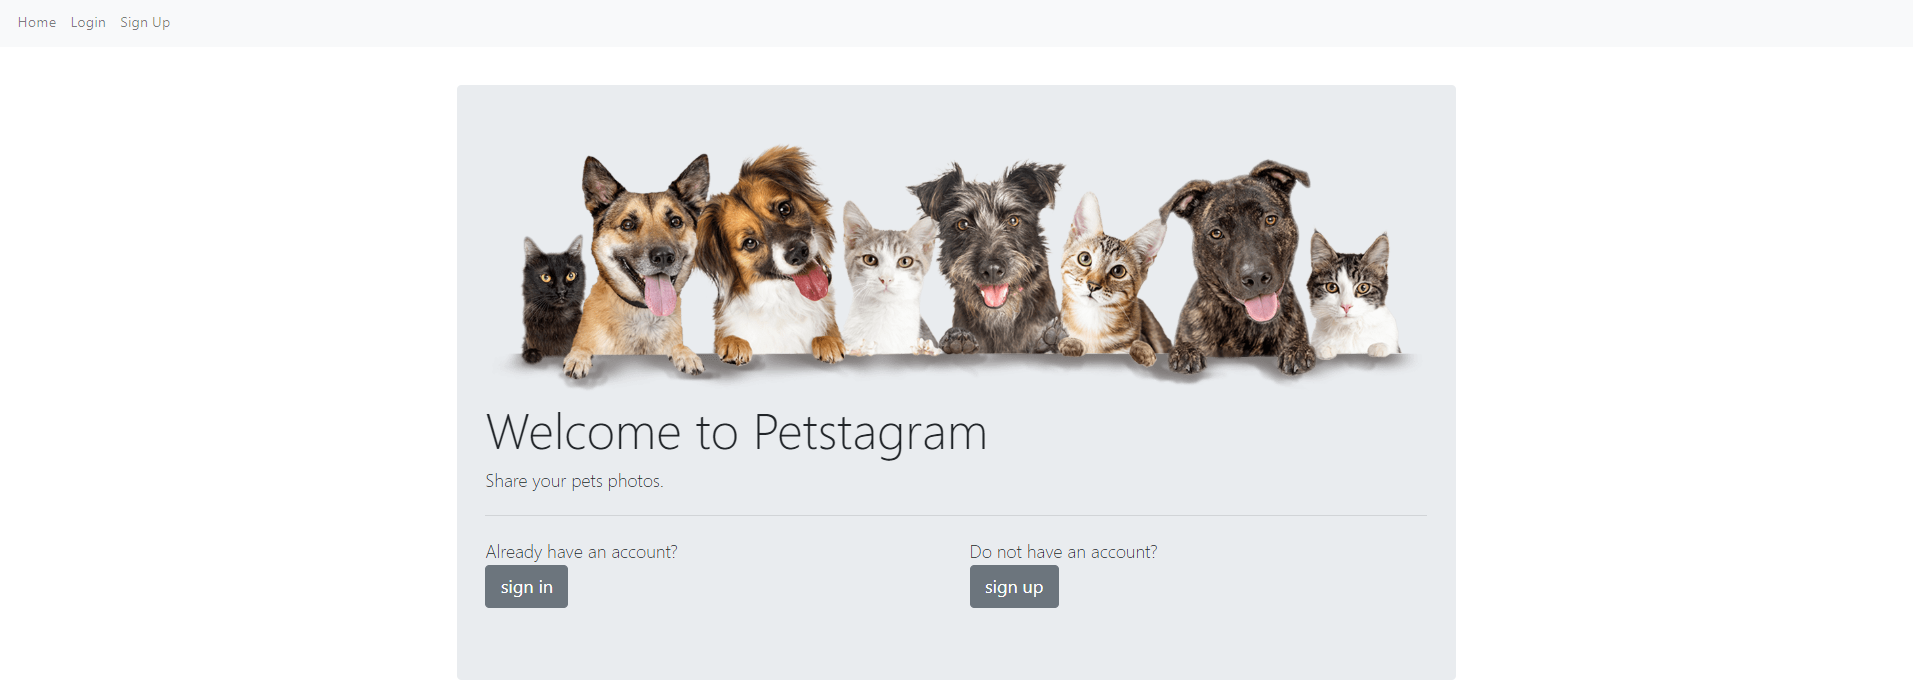 Home Login Sign Up
Welcome to Petstagram
Share your pets photos.
Already have an account?
sign in
Do not have an account?
sign up